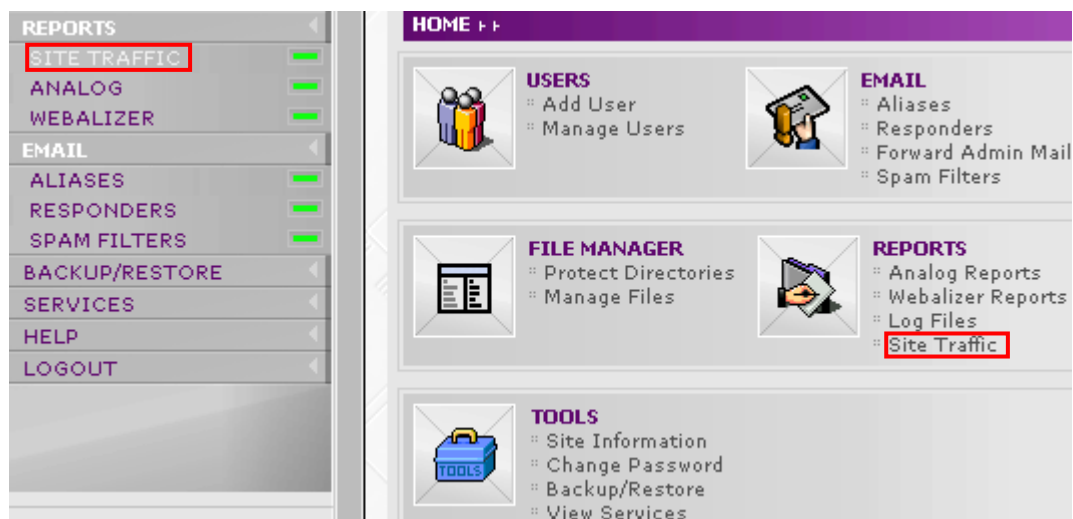 REPORTS
SITE TRAFFIC
ANALOG
WEBALIZER
EMAIL
ALIASES
RESPONDERS
SPAM FILTERS
BACKUP/RESTORE
SERVICES
HELP
LOGOUT
HOME
USERS
Add User
Manage Users
EMAIL
Aliases
Responders
Forward Admin Mail
Spam Filters
FILE MANAGER
Protect Directories
Manage Files
REPORTS
Analog Reports
Webalizer Reports
Log Files
Site Traffic
TOOLS
TOOLS
Site Information
Change Password
Backup/Restore
View Services